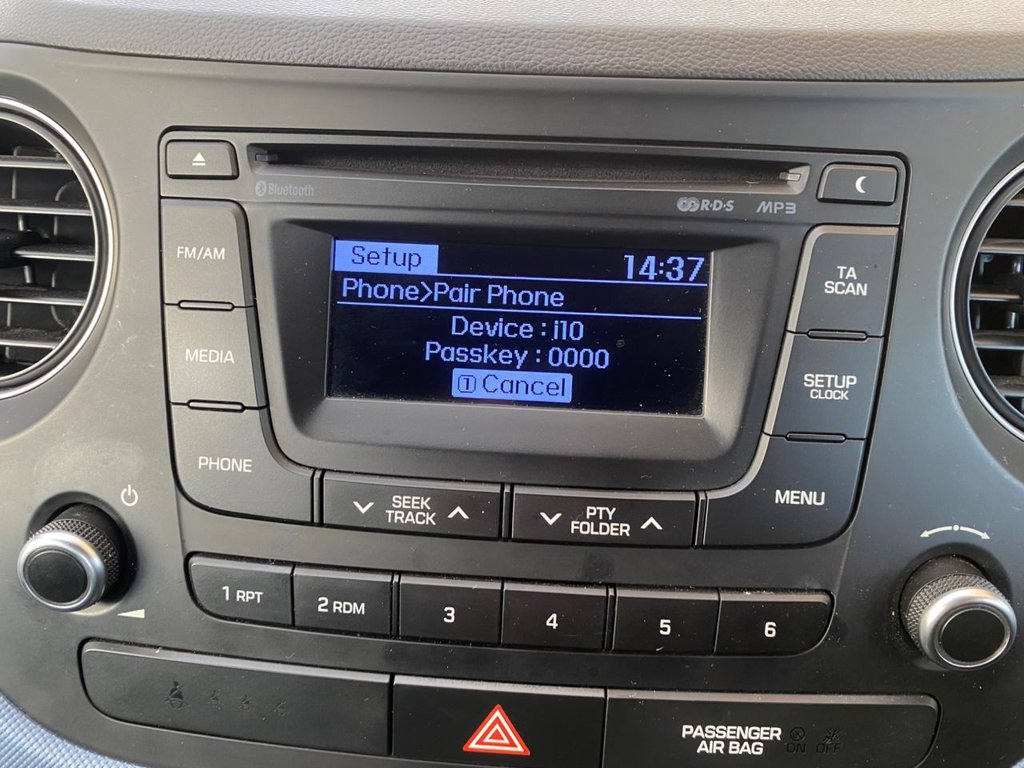 Bluetooth
R·D·S
MP3
FM/AM
MEDIA
PHONE
Setup
14:37
Phone>Pair Phone
Device : i10
Passkey : 0000
1 Cancel
TA
SCAN
SETUP
CLOCK
MENU
SEEK
TRACK
PTY
FOLDER
1 RPT
2 RDM
3
4
5
6
PASSENGER
AIR BAG
ON OFF